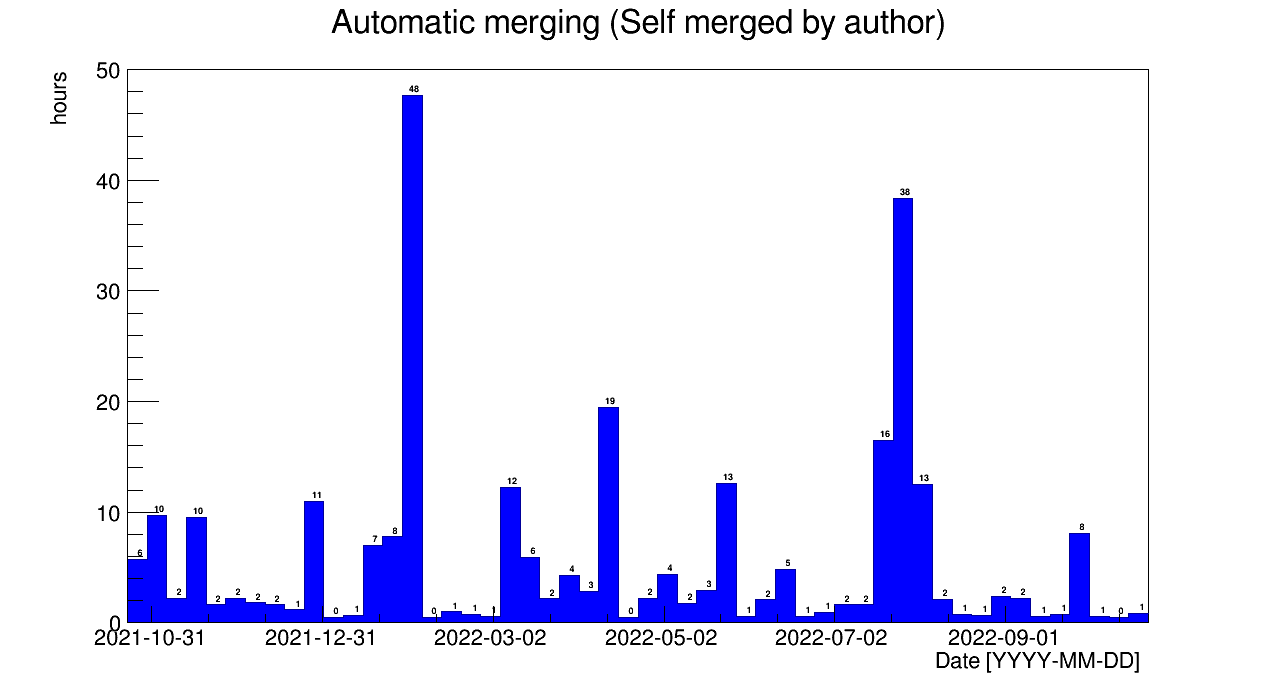 Automatic merging (Self merged by author)
hours
50
40
30
20
10
0
6 10 2 10 2 2 2 2 1 11 0 1 7 8 48 0 1 1 1 12 6 2 4 3 19 0 2 4 2 3 13 1 2 5 1 1 2 2 16 38 13 2 1 1 2 2 1 1 8 1 0 1
2021-10-31 2021-12-31 2022-03-02 2022-05-02 2022-07-02 2022-09-01
Date [YYYY-MM-DD]